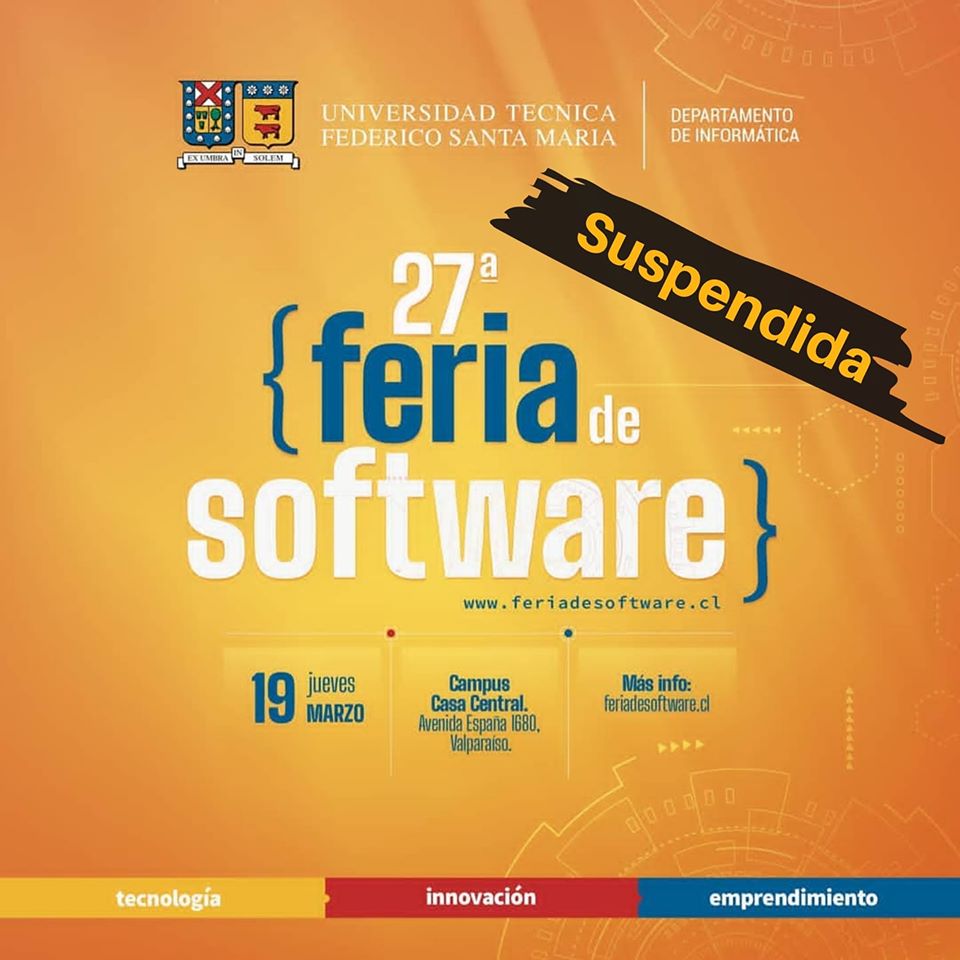 EX UMBRA IN SOLEM
UNIVERSIDAD TECNICA
FEDERICO SANTA MARIA
DEPARTAMENTO
DE INFORMÁTICA
Suspendida
27ª
{feria de
software}
www.feriadesoftware.cl
19 jueves
MARZO
Campus
Casa Central.
Avenida España 1680,
Valparaíso.
Más info:
feriadesoftware.cl
tecnología
innovación
emprendimiento